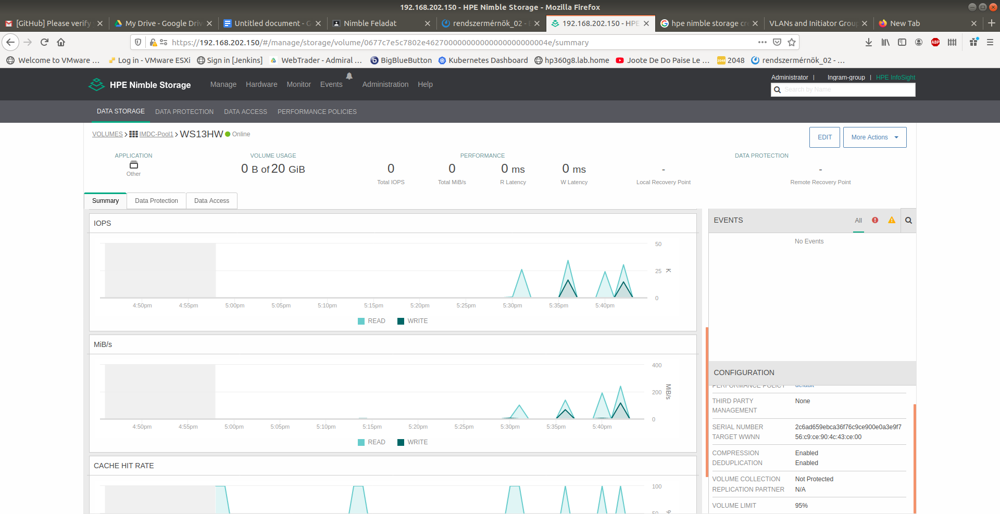 192.168.202.150 - HPE Nimble Storage - Mozilla Firefox
[GitHub] Please verify
My Drive - Google Driv
Untitled document - G
Nimble Feladat
rendszermérnök_02 - 
192.168.202.150 - HPE
hpe nimble storage cre
VLANs and Initiator Group
New Tab
https://192.168.202.150/#/manage/storage/volume/0677c7e5c7802e4627000000000000000000000004e/summary
ABP
Welcome to VMware ...
Log in - VMware ESXi
Sign in [Jenkins]
WebTrader - Admiral ...
BigBlueButton
Kubernetes Dashboard
hp360g8.lab.home
Joote De Do Paise Le ...
2048
rendszermérnök_02 - ...
HPE Nimble Storage
Manage
Hardware
Monitor
Events
Administration
Help
Administrator | Ingram-group | HPE InfoSight
Search by Name
DATA STORAGE
DATA PROTECTION
DATA ACCESS
PERFORMANCE POLICIES
VOLUMES > IMDC-Pool1 > WS13HW Online
EDIT
More Actions
APPLICATION
Other
VOLUME USAGE
0 B of 20 GiB
PERFORMANCE
0
Total IOPS
0
Total MiB/s
0 ms
R Latency
0 ms
W Latency
DATA PROTECTION
-
Local Recovery Point
-
Remote Recovery Point
Summary
Data Protection
Data Access
IOPS
50
25
0
K
4:50pm 4:55pm 5:00pm 5:05pm 5:10pm 5:15pm 5:20pm 5:25pm 5:30pm 5:35pm 5:40pm
READ WRITE
MiB/s
400
200
0
MiB/s
4:50pm 4:55pm 5:00pm 5:05pm 5:10pm 5:15pm 5:20pm 5:25pm 5:30pm 5:35pm 5:40pm
READ WRITE
CACHE HIT RATE
100
50
%
EVENTS
All
No Events
CONFIGURATION
PERFORMANCE POLICY default
THIRD PARTY MANAGEMENT None
SERIAL NUMBER 2c6ad659ebca36f76c9ce900e0a3e9f7
TARGET WWNN 56:c9:ce:90:4c:43:ce:00
COMPRESSION Enabled
DEDUPLICATION Enabled
VOLUME COLLECTION Not Protected
REPLICATION PARTNER N/A
VOLUME LIMIT 95%